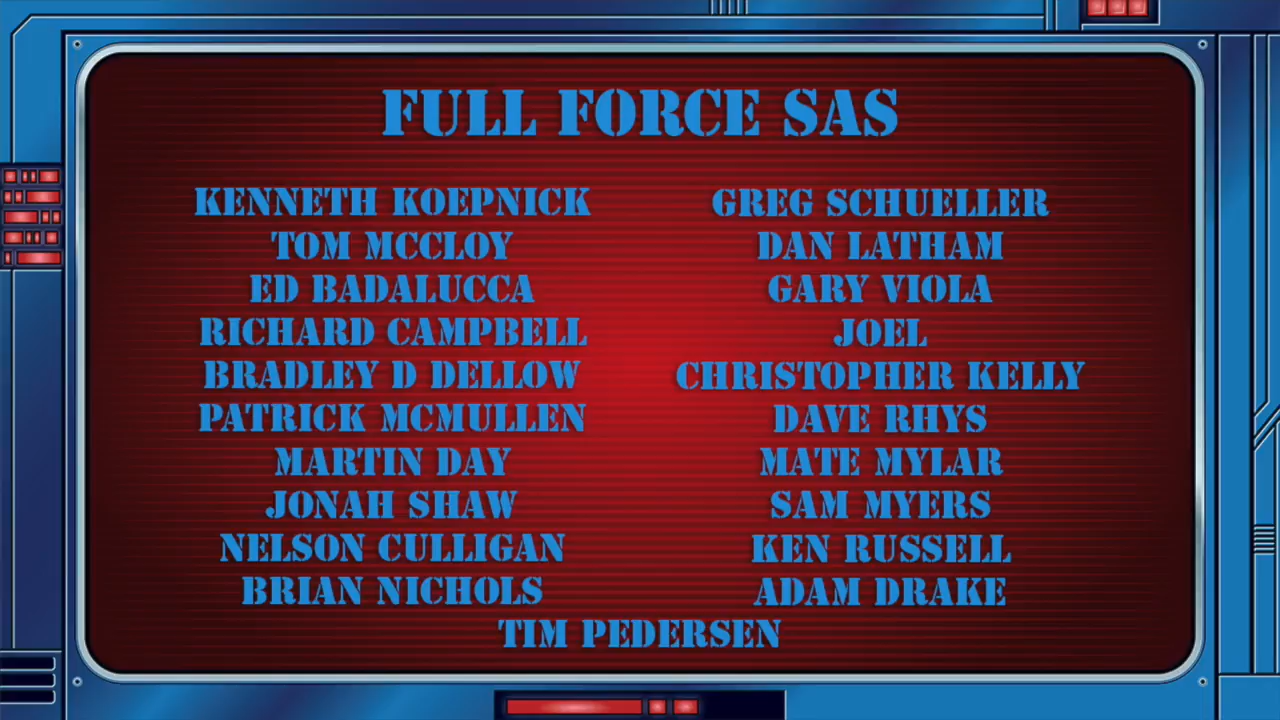 FULL FORCE SAS
KENNETH KOEPNICK
TOM MCCLOY
ED BADALUCCA
RICHARD CAMPBELL
BRADLEY D DELLOW
PATRICK MCMULLEN
MARTIN DAY
JONAH SHAW
NELSON CULLIGAN
BRIAN NICHOLS
GREG SCHUELLER
DAN LATHAM
GARY VIOLA
JOEL
CHRISTOPHER KELLY
DAVE RHYS
MATE MYLAR
SAM MYERS
KEN RUSSELL
ADAM DRAKE
TIM PEDERSEN